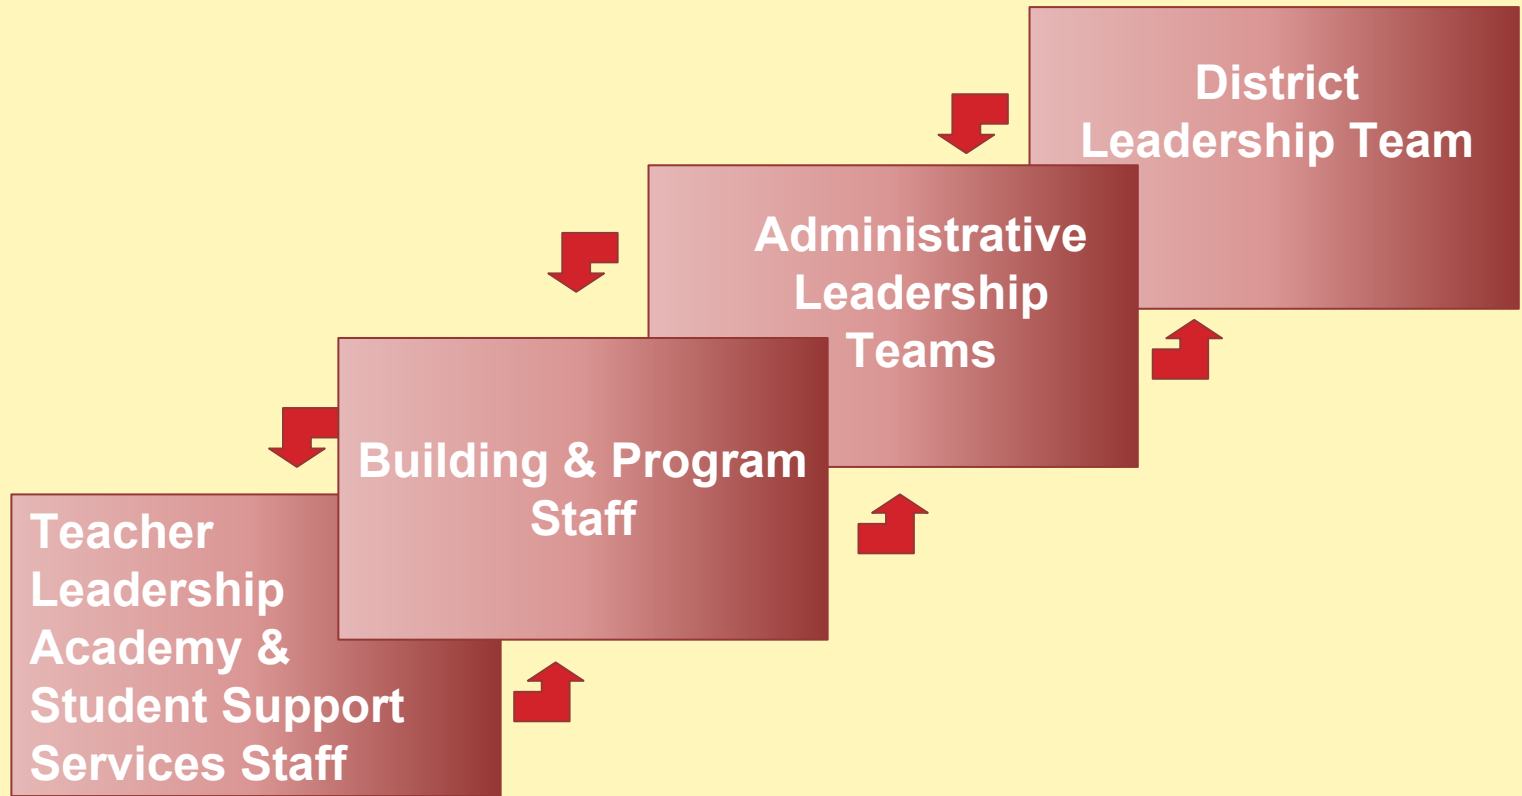 District
Leadership Team
Administrative
Leadership
Teams
Building & Program
Staff
Teacher
Leadership
Academy &
Student Support
Services Staff